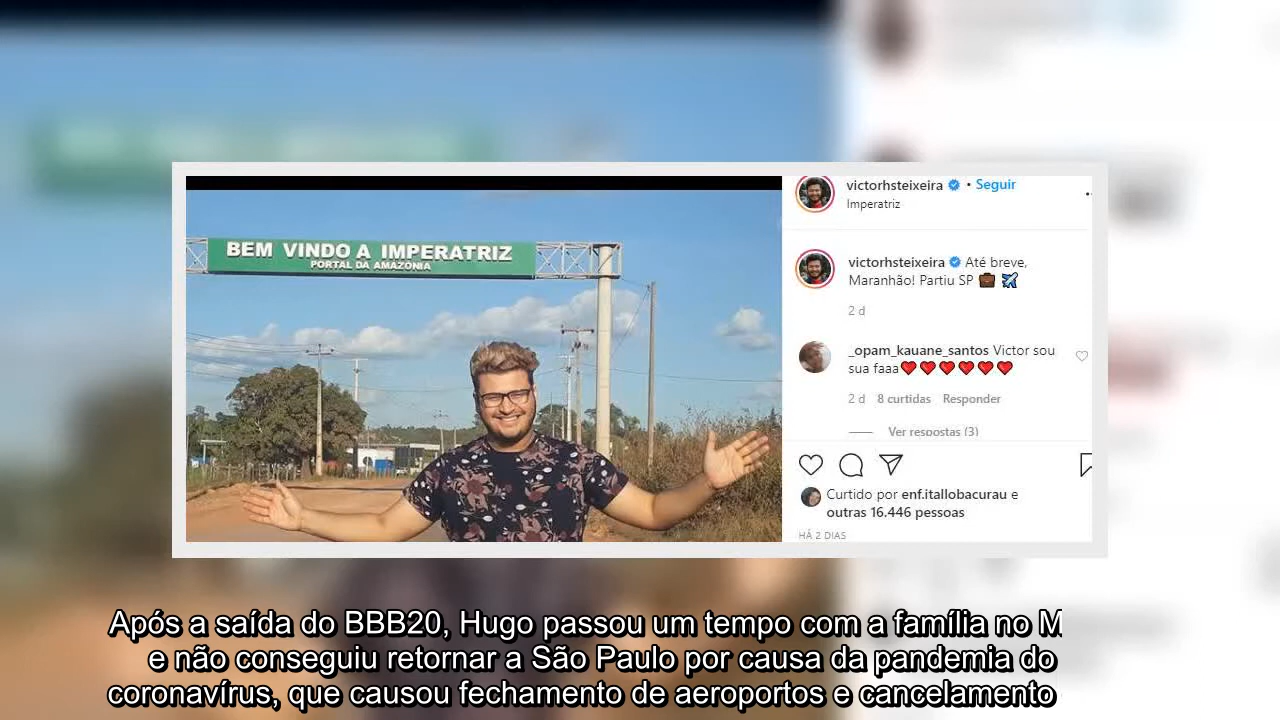 BEM VINDO A IMPERATRIZ
PORTAL DA AMAZÔNIA
victorhsteixeira • Seguir
Imperatriz
victorhsteixeira Até breve,
Maranhão! Partiu SP
2 d
_opam_kauane_santos Victor sou
sua faaa❤❤❤❤❤❤
2 d 8 curtidas Responder
Ver respostas (3)
Curtido por enf.itallobacurau e
outras 16.446 pessoas
HÁ 2 DIAS
Após a saída do BBB20, Hugo passou um tempo com a família no M
e não conseguiu retornar a São Paulo por causa da pandemia do
coronavírus, que causou fechamento de aeroportos e cancelamento